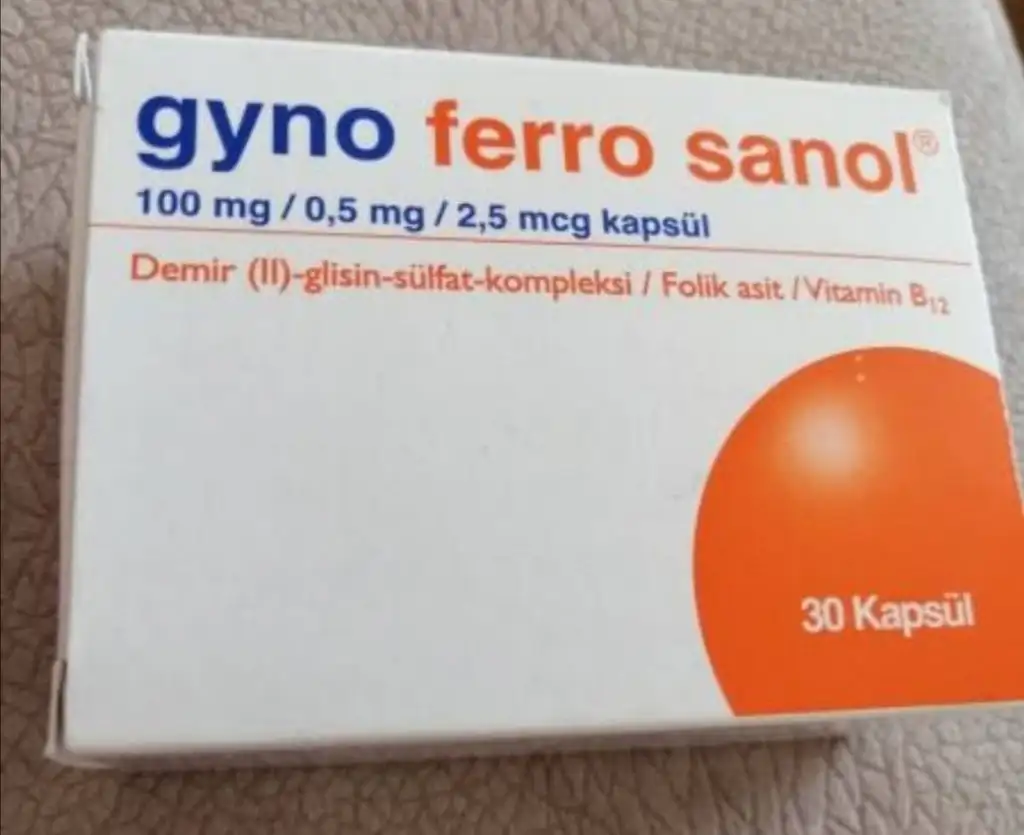 gyno ferro sanol®
100 mg / 0,5 mg / 2,5 mcg kapsül
Demir (II)-glisin-sülfat-kompleksi / Folik asit / Vitamin B₁₂
30 Kapsül